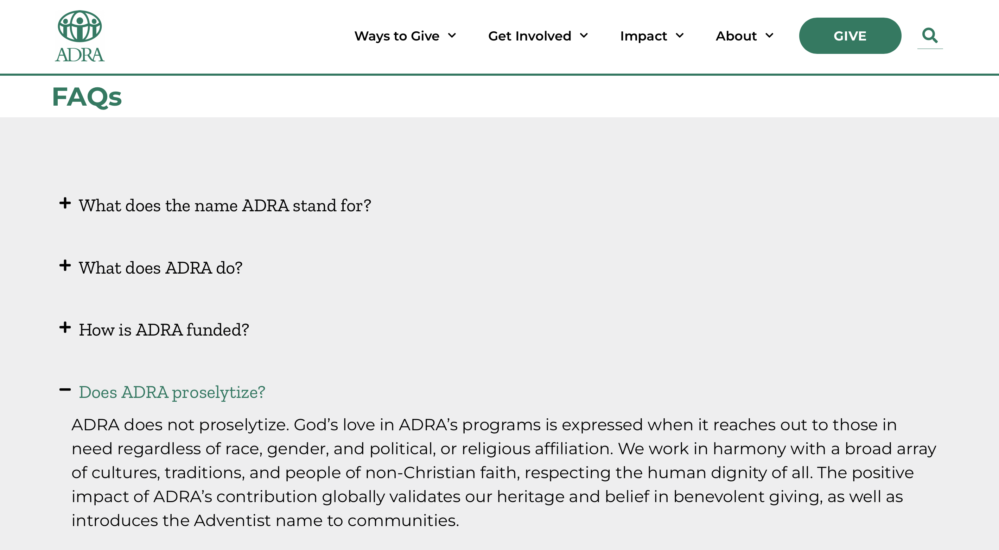 ADRA
Ways to Give
Get Involved
Impact
About
GIVE
FAQs
What does the name ADRA stand for?
What does ADRA do?
How is ADRA funded?
Does ADRA proselytize?
ADRA does not proselytize. God’s love in ADRA’s programs is expressed when it reaches out to those in
need regardless of race, gender, and political, or religious affiliation. We work in harmony with a broad array
of cultures, traditions, and people of non-Christian faith, respecting the human dignity of all. The positive
impact of ADRA’s contribution globally validates our heritage and belief in benevolent giving, as well as
introduces the Adventist name to communities.